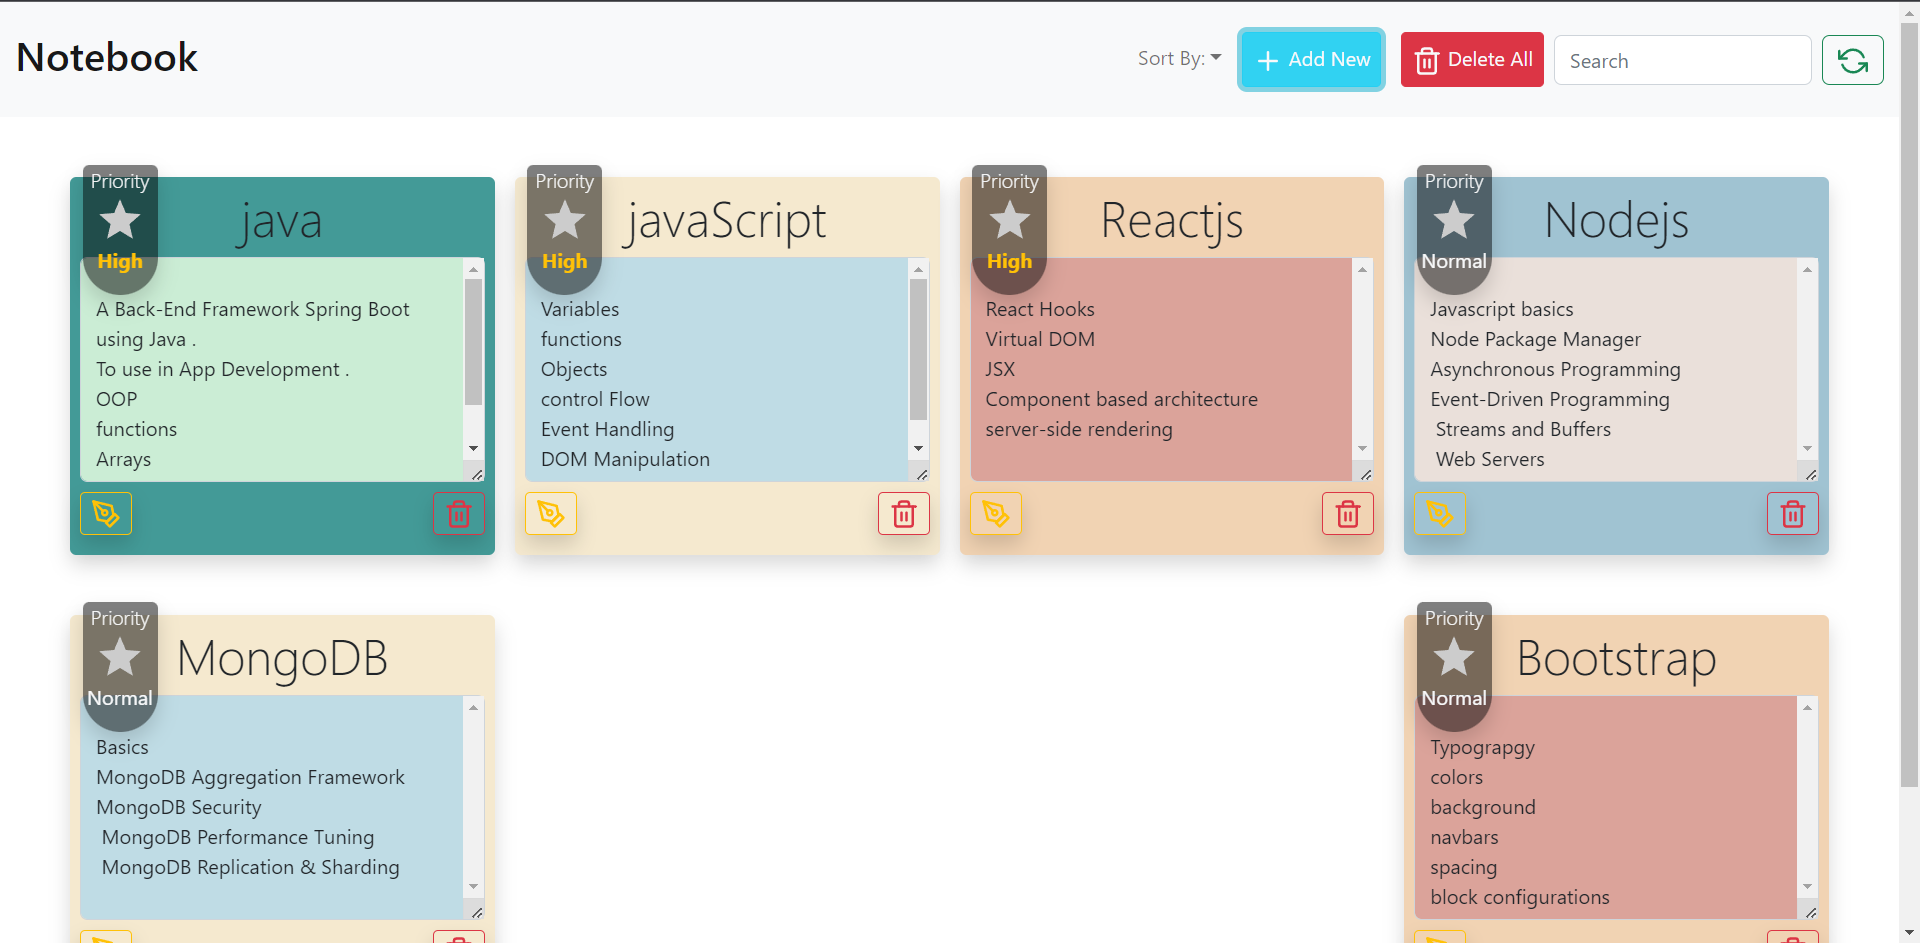 Notebook
Sort By:
Add New
Delete All
Search
Priority
High
java
A Back-End Framework Spring Boot
using Java .
To use in App Development .
OOP
functions
Arrays
Priority
High
javaScript
Variables
functions
Objects
control Flow
Event Handling
DOM Manipulation
Priority
High
Reactjs
React Hooks
Virtual DOM
JSX
Component based architecture
server-side rendering
Priority
Normal
Nodejs
Javascript basics
Node Package Manager
Asynchronous Programming
Event-Driven Programming
Streams and Buffers
Web Servers
Priority
Normal
MongoDB
Basics
MongoDB Aggregation Framework
MongoDB Security
MongoDB Performance Tuning
MongoDB Replication & Sharding
Priority
Normal
Bootstrap
Typograpgy
colors
background
navbars
spacing
block configurations